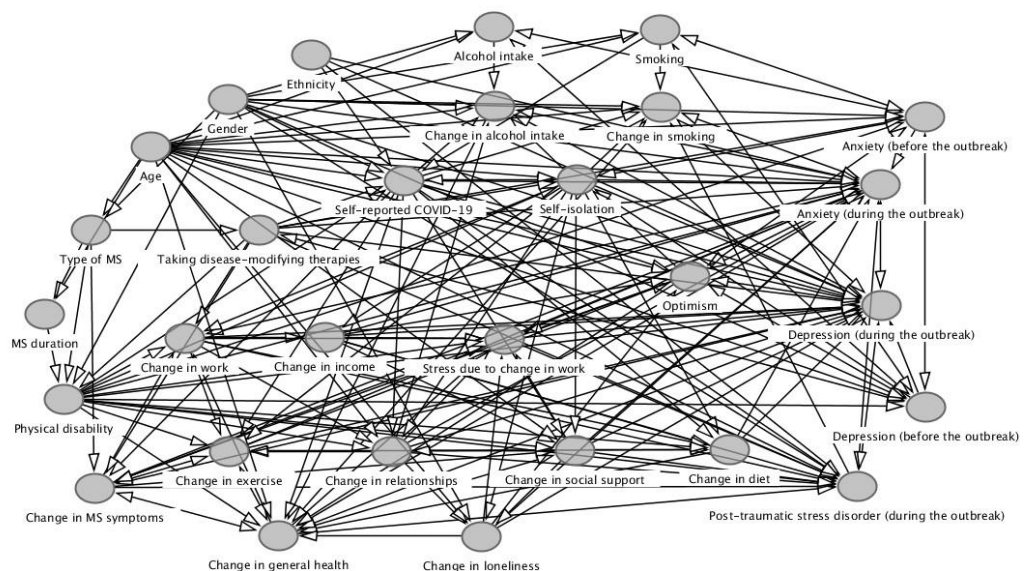 Alcohol intake
Smoking
Ethnicity
Gender
Change in alcohol intake
Change in smoking
Anxiety (before the outbreak)
Age
Self-reported COVID-19
Self-isolation
Anxiety (during the outbreak)
Type of MS
Taking disease-modifying therapies
Optimism
MS duration
Depression (during the outbreak)
Change in work
Change in income
Stress due to change in work
Physical disability
Depression (before the outbreak)
Change in exercise
Change in relationships
Change in social support
Change in diet
Change in MS symptoms
Post-traumatic stress disorder (during the outbreak)
Change in general health
Change in loneliness